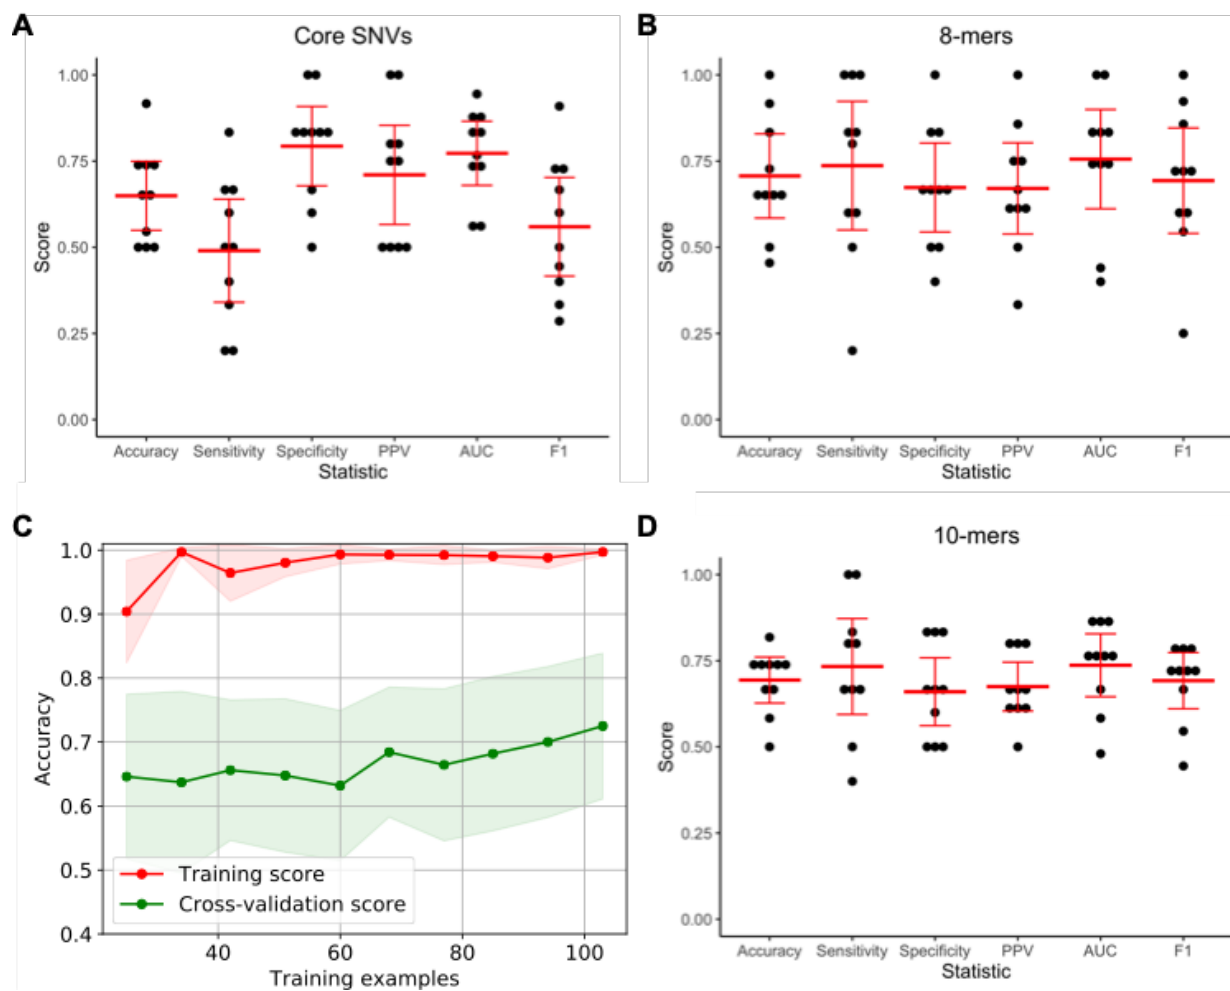 A
Core SNVs
1.00
0.75
0.50
0.25
0.00
Score
Accuracy Sensitivity Specificity PPV AUC F1
Statistic
B
8-mers
1.00
0.75
0.50
0.25
0.00
Score
Accuracy Sensitivity Specificity PPV AUC F1
Statistic
C
1.0
0.9
0.8
0.7
0.6
0.5
0.4
Accuracy
Training score
Cross-validation score
40 60 80 100
Training examples
D
10-mers
1.00
0.75
0.50
0.25
0.00
Score
Accuracy Sensitivity Specificity PPV AUC F1
Statistic